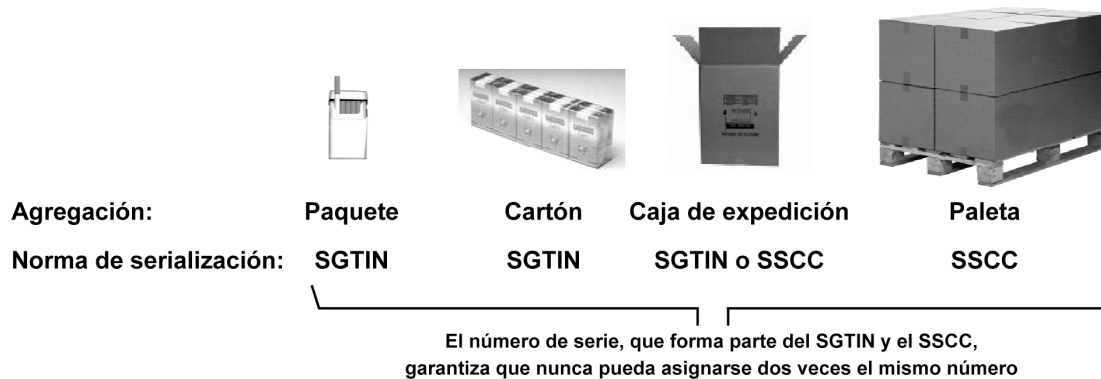 Agregación: Paquete Cartón Caja de expedición Paleta
Norma de serialización: SGTIN SGTIN SGTIN o SSCC SSCC
El número de serie, que forma parte del SGTIN y el SSCC,
garantiza que nunca pueda asignarse dos veces el mismo número